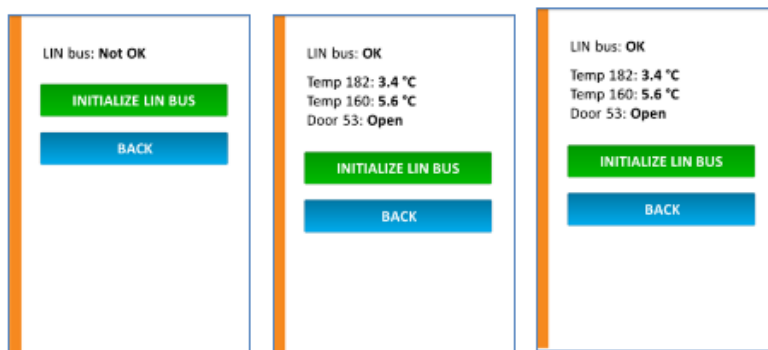 LIN bus: Not OK
INITIALIZE LIN BUS
BACK
LIN bus: OK
Temp 182: 3.4 °C
Temp 160: 5.6 °C
Door 53: Open
INITIALIZE LIN BUS
BACK
LIN bus: OK
Temp 182: 3.4 °C
Temp 160: 5.6 °C
Door 53: Open
INITIALIZE LIN BUS
BACK